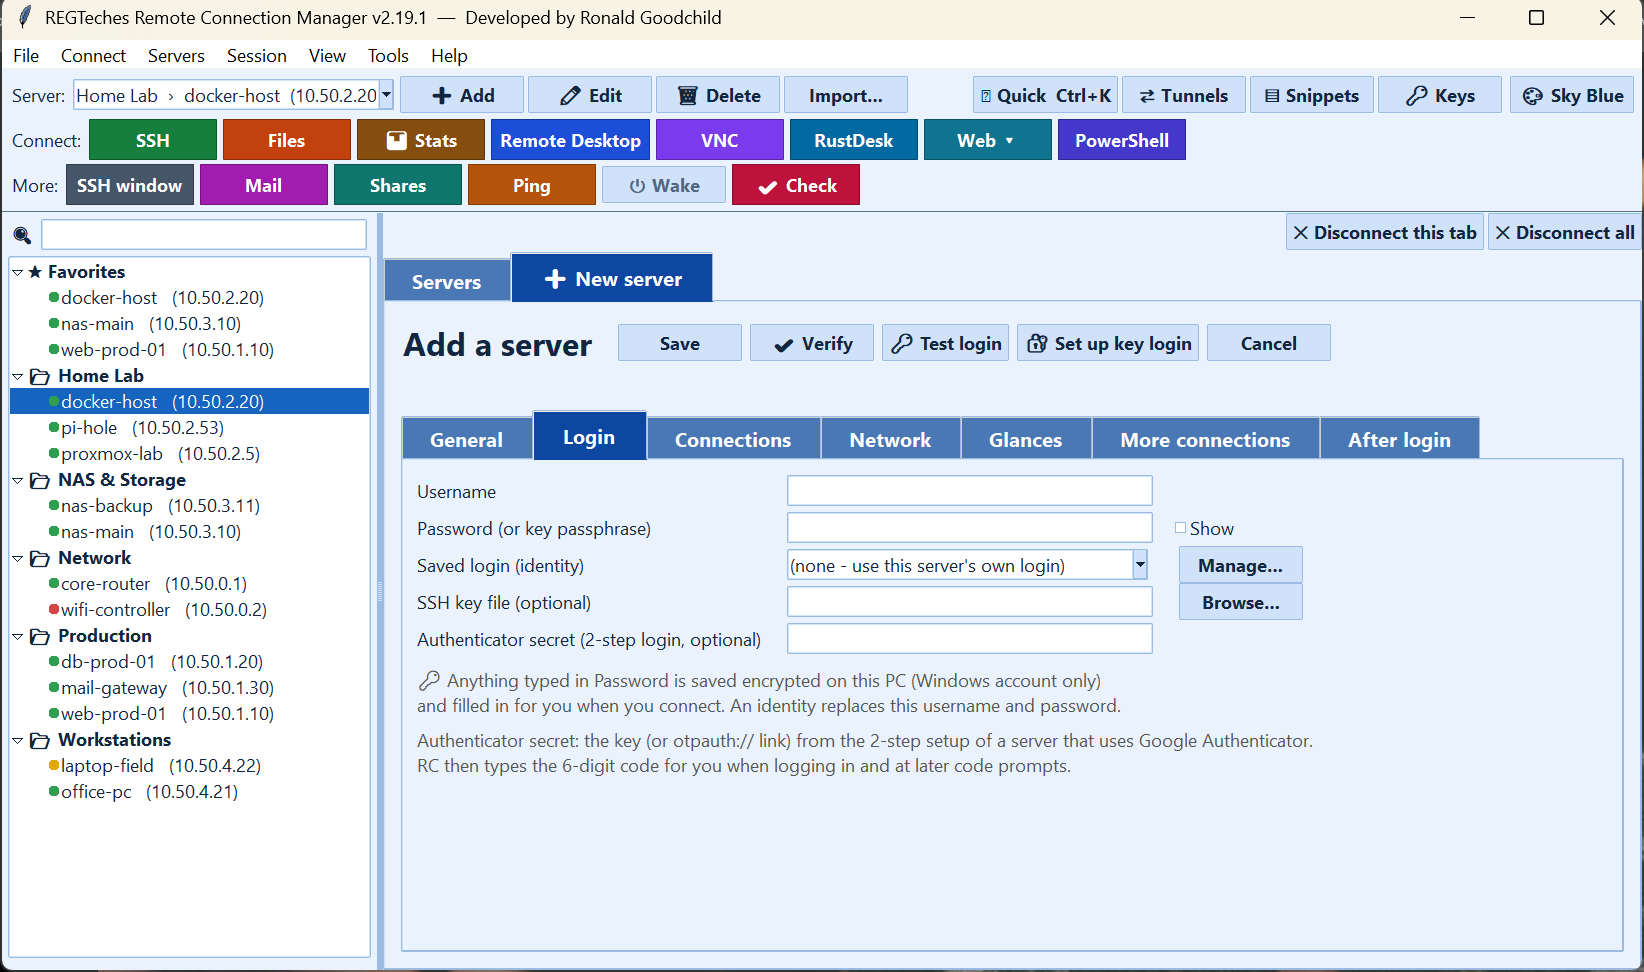 REGTeches Remote Connection Manager v2.19.1 — Developed by Ronald Goodchild
File Connect Servers Session View Tools Help
Server: Home Lab › docker-host (10.50.2.20 Add Edit Delete Import... Quick Ctrl+K Tunnels Snippets Keys Sky Blue
Connect: SSH Files Stats Remote Desktop VNC RustDesk Web PowerShell
More: SSH window Mail Shares Ping Wake Check
Disconnect this tab Disconnect all
Favorites
docker-host (10.50.2.20)
nas-main (10.50.3.10)
web-prod-01 (10.50.1.10)
Home Lab
docker-host (10.50.2.20)
pi-hole (10.50.2.53)
proxmox-lab (10.50.2.5)
NAS & Storage
nas-backup (10.50.3.11)
nas-main (10.50.3.10)
Network
core-router (10.50.0.1)
wifi-controller (10.50.0.2)
Production
db-prod-01 (10.50.1.20)
mail-gateway (10.50.1.30)
web-prod-01 (10.50.1.10)
Workstations
laptop-field (10.50.4.22)
office-pc (10.50.4.21)
Servers New server
Add a server Save Verify Test login Set up key login Cancel
General Login Connections Network Glances More connections After login
Username
Password (or key passphrase) Show
Saved login (identity) (none - use this server's own login) Manage...
SSH key file (optional) Browse...
Authenticator secret (2-step login, optional)
Anything typed in Password is saved encrypted on this PC (Windows account only)
and filled in for you when you connect. An identity replaces this username and password.
Authenticator secret: the key (or otpauth:// link) from the 2-step setup of a server that uses Google Authenticator.
RC then types the 6-digit code for you when logging in and at later code prompts.